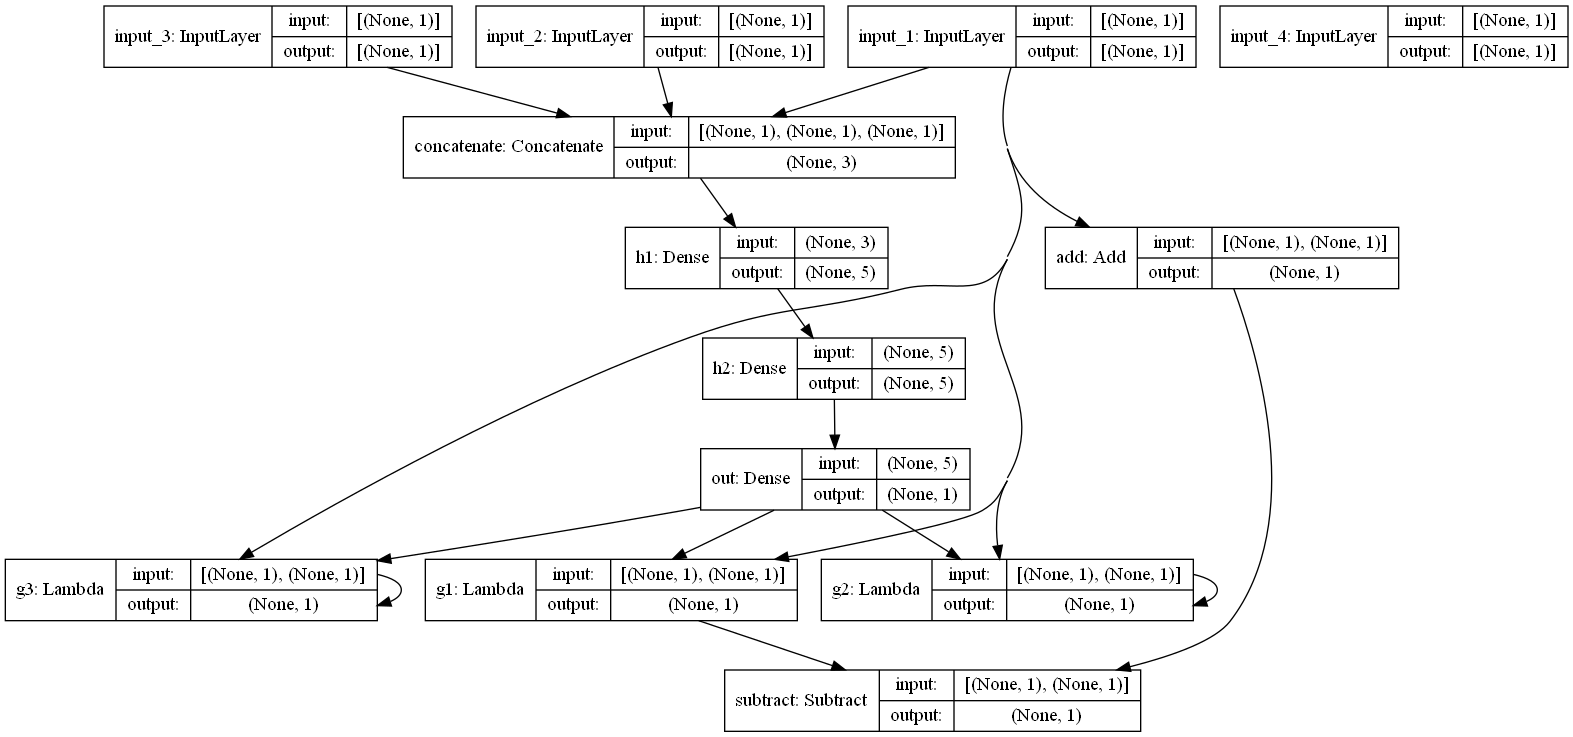 input_3: InputLayer
input: [(None, 1)]
output: [(None, 1)]
input_2: InputLayer
input: [(None, 1)]
output: [(None, 1)]
input_1: InputLayer
input: [(None, 1)]
output: [(None, 1)]
input_4: InputLayer
input: [(None, 1)]
output: [(None, 1)]
concatenate: Concatenate
input: [(None, 1), (None, 1), (None, 1)]
output: (None, 3)
h1: Dense
input: (None, 3)
output: (None, 5)
add: Add
input: [(None, 1), (None, 1)]
output: (None, 1)
h2: Dense
input: (None, 5)
output: (None, 5)
out: Dense
input: (None, 5)
output: (None, 1)
g3: Lambda
input: [(None, 1), (None, 1)]
output: (None, 1)
g1: Lambda
input: [(None, 1), (None, 1)]
output: (None, 1)
g2: Lambda
input: [(None, 1), (None, 1)]
output: (None, 1)
subtract: Subtract
input: [(None, 1), (None, 1)]
output: (None, 1)